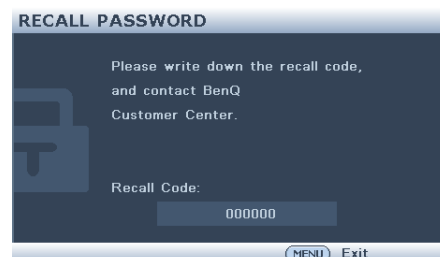 RECALL PASSWORD
Please write down the recall code,
and contact BenQ
Customer Center.
Recall Code:
000000
MENU Exit